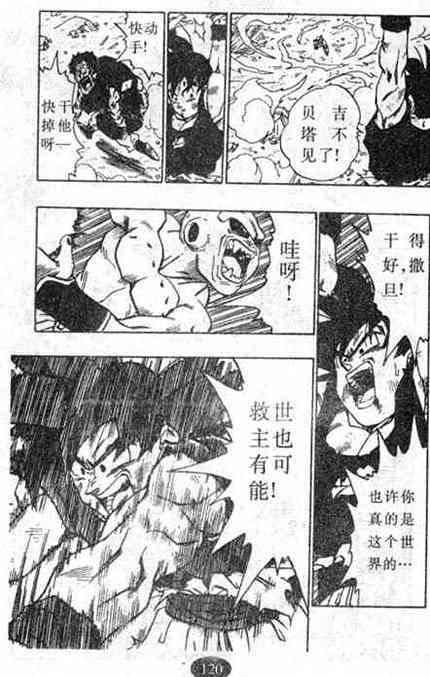 贝吉
塔不
见了!
快动
手!
快干
掉他
呀—
干得
好,撒
旦!
也许你
真的是
这个世
界的…
哇呀!
救世
主也
有可
能!
120